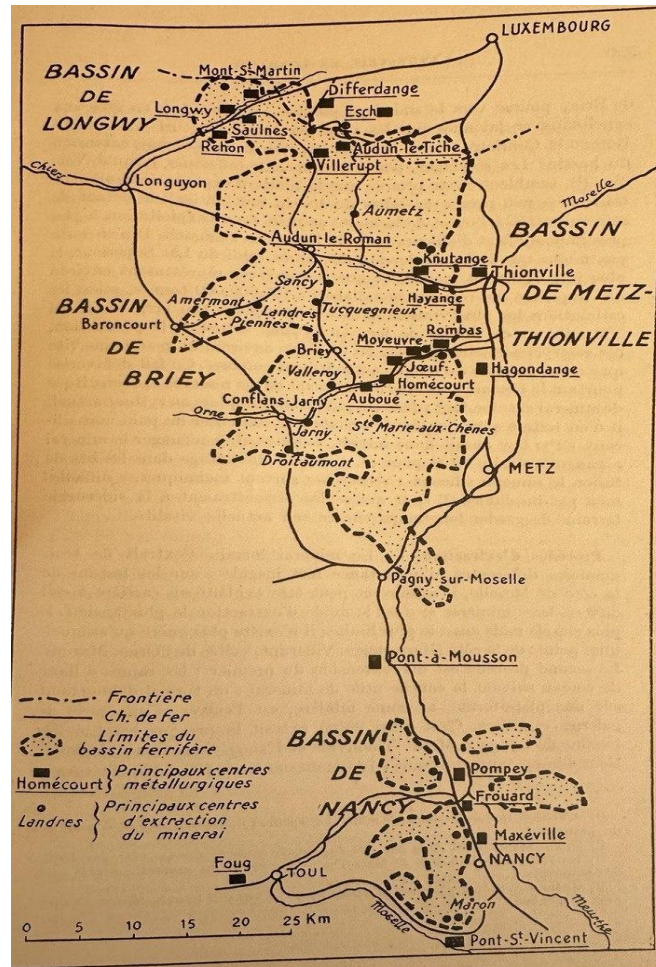 LUXEMBOURG
BASSIN
DE
LONGWY
Mont-St Martin
Differdange
Longwy
Esch
Saulnes
Réhon
Audun-le-Tiche
Villerupt
Chiers
Longuyon
Moselle
Aumetz
BASSIN
Audun-le-Roman
Knutange
Thionville
Sancy
Hayange
DE METZ-
BASSIN
Amermont
Landres
Tucquegnieux
Baroncourt
Piennes
Rombas
THIONVILLE
DE
Moyeuvre
Briey
BRIEY
Jœuf
Hagondange
Valleroy
Homécourt
Conflans-Jarny
Auboué
Orne
Jarny
Ste Marie-aux-Chênes
Droitaumont
METZ
Pagny-sur-Moselle
Pont-à-Mousson
Frontière
Ch. de fer
Limites du
bassin ferrifère
Homécourt } Principaux centres
métallurgiques
Landres } Principaux centres
d'extraction
du minerai
BASSIN
DE
NANCY
Pompey
Frouard
Maxéville
Foug
TOUL
NANCY
Maron
Moselle
Meurthe
Pont-St-Vincent
0 5 10 15 20 25 Km